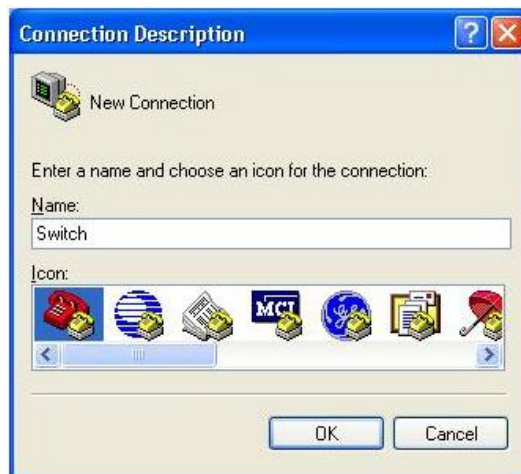 Connection Description
New Connection
Enter a name and choose an icon for the connection:
Name:
Switch
Icon:
MCI
OK
Cancel